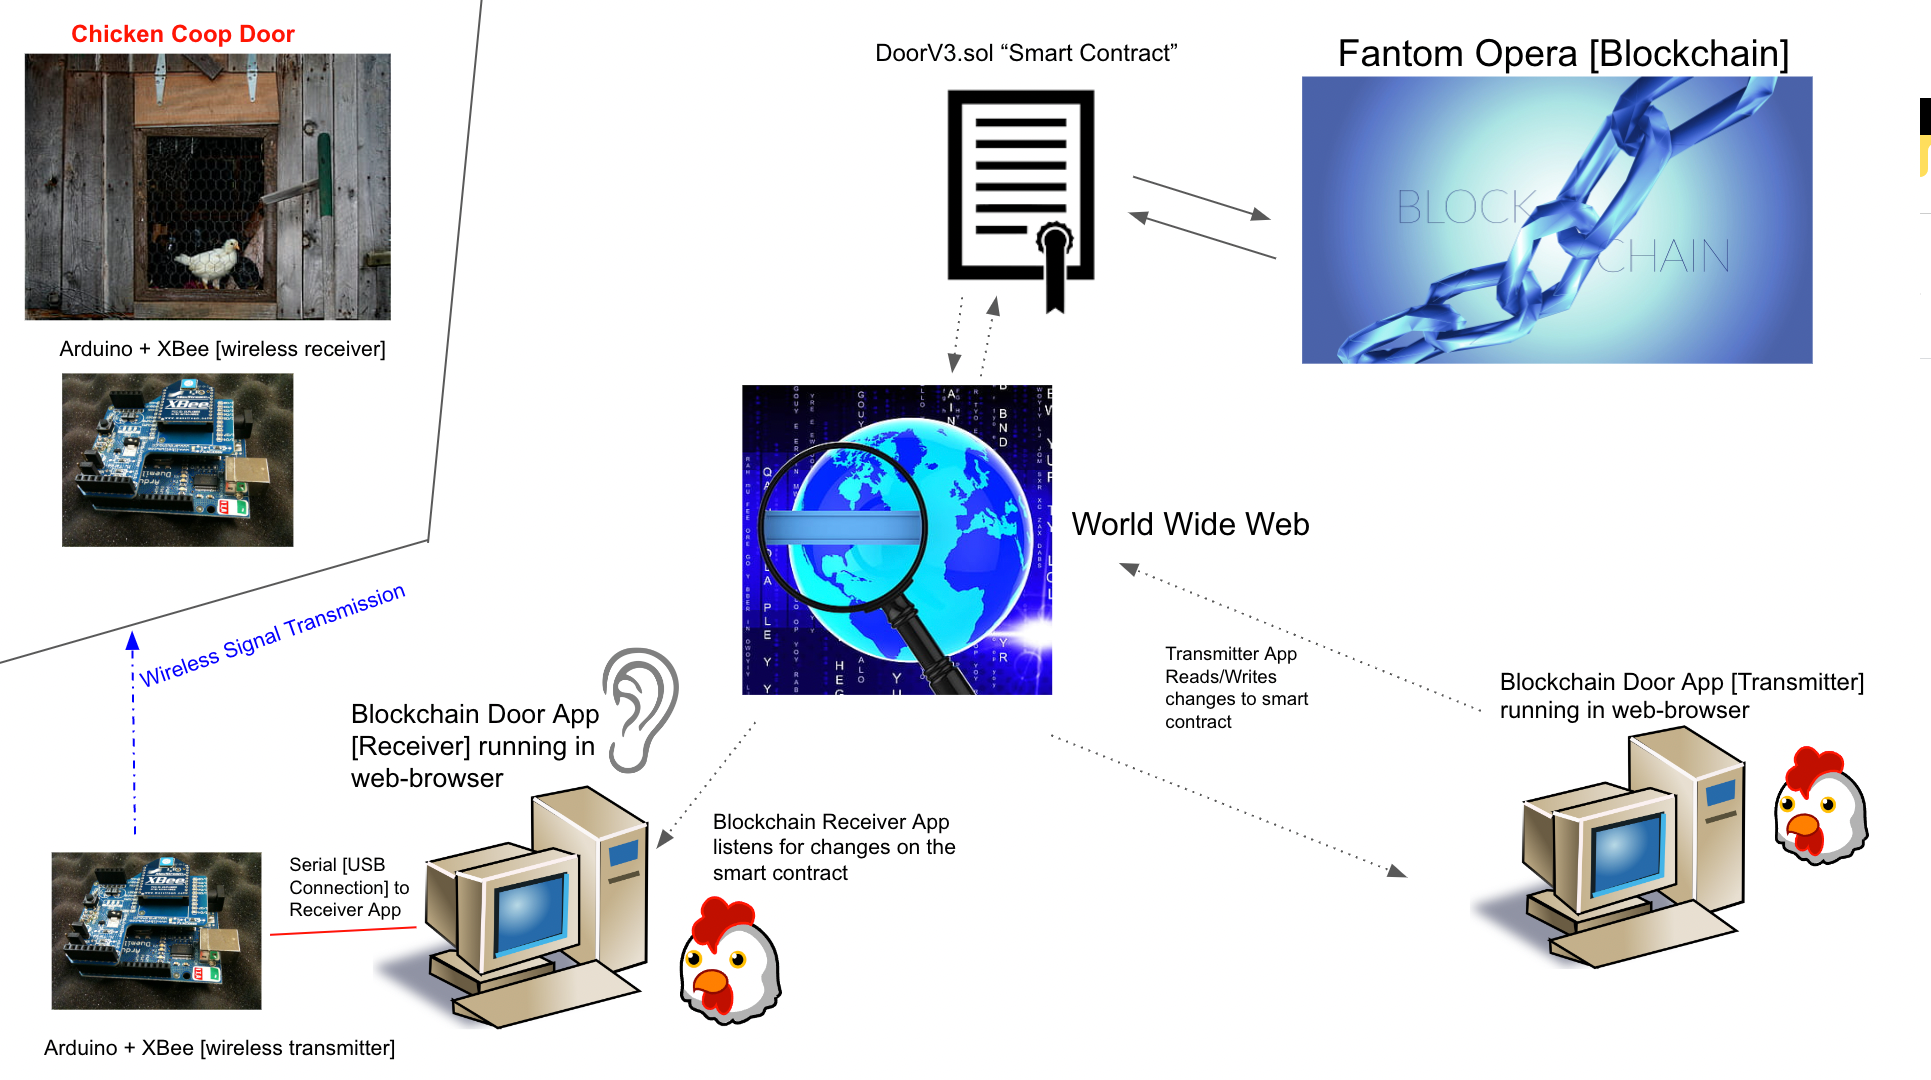 Chicken Coop Door
DoorV3.sol “Smart Contract”
Fantom Opera [Blockchain]
BLOCK
CHAIN
Arduino + XBee [wireless receiver]
XBee
World Wide Web
Wireless Signal Transmission
Transmitter App
Reads/Writes
changes to smart
contract
Blockchain Door App [Transmitter]
running in web-browser
Blockchain Door App
[Receiver] running in
web-browser
Blockchain Receiver App
listens for changes on the
smart contract
Serial [USB
Connection] to
Receiver App
XBee
Arduino + XBee [wireless transmitter]